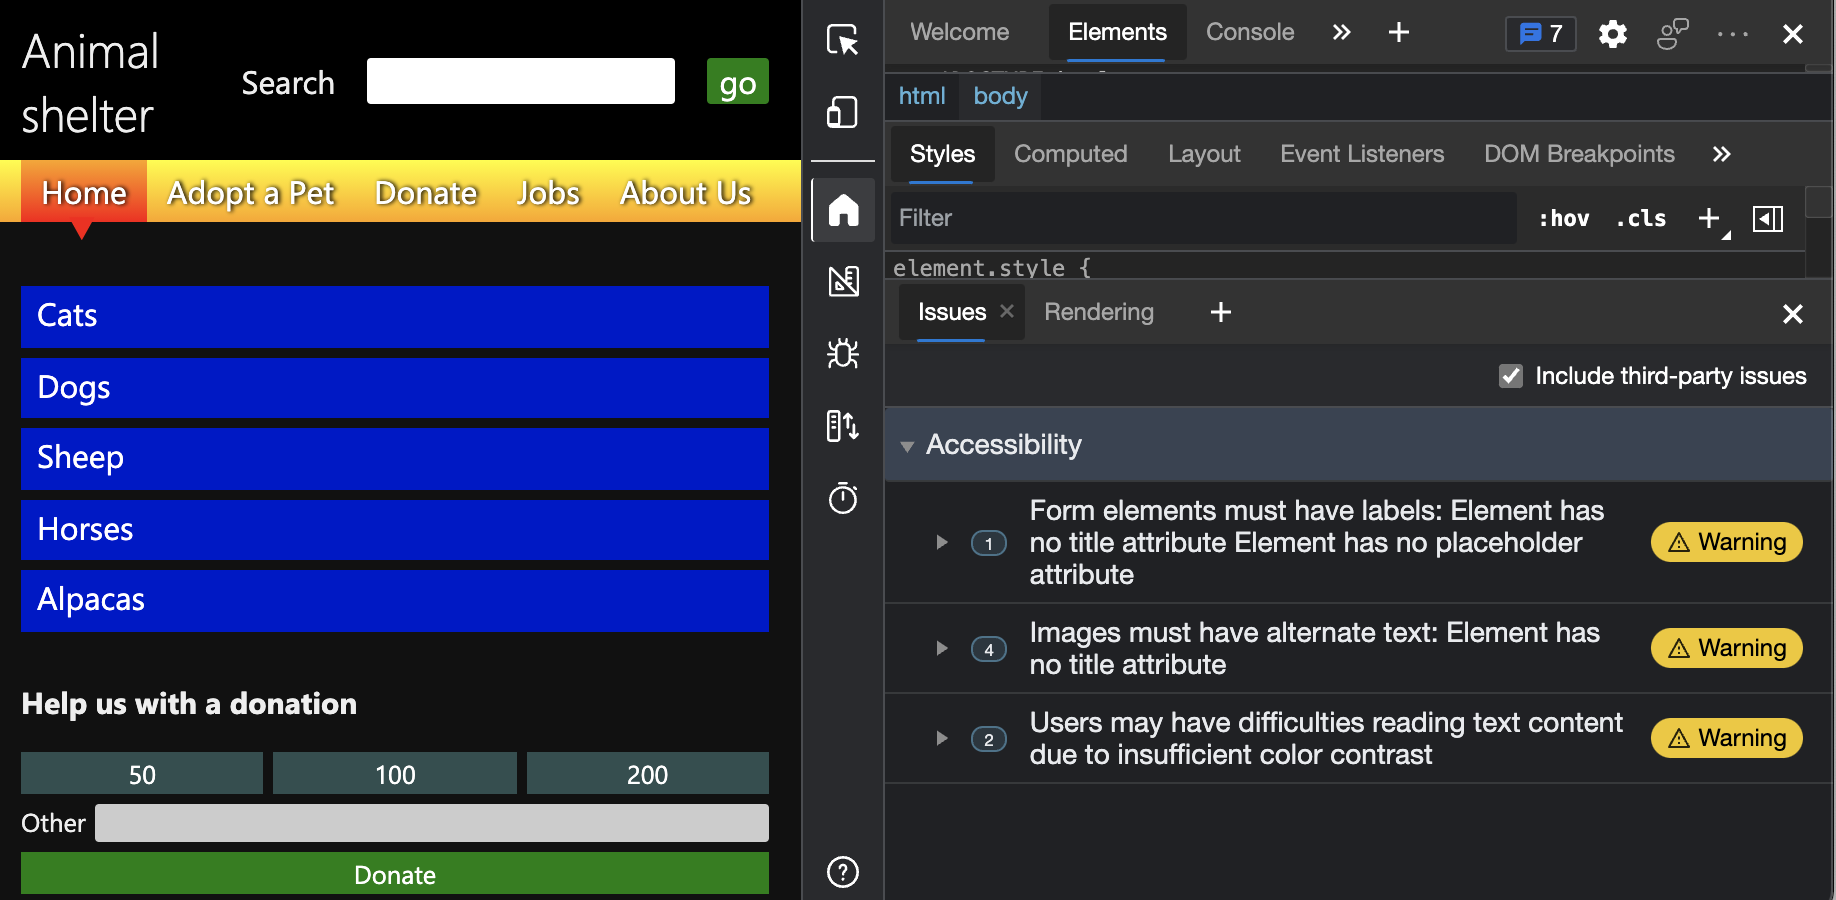 Animal
shelter
Search
go
Home Adopt a Pet Donate Jobs About Us
Cats
Dogs
Sheep
Horses
Alpacas
Help us with a donation
50 100 200
Other
Donate
Welcome Elements Console 7
html body
Styles Computed Layout Event Listeners DOM Breakpoints
Filter :hov .cls
element.style {
Issues Rendering
Include third-party issues
Accessibility
1 Form elements must have labels: Element has
no title attribute Element has no placeholder
attribute
Warning
4 Images must have alternate text: Element has
no title attribute
Warning
2 Users may have difficulties reading text content
due to insufficient color contrast
Warning